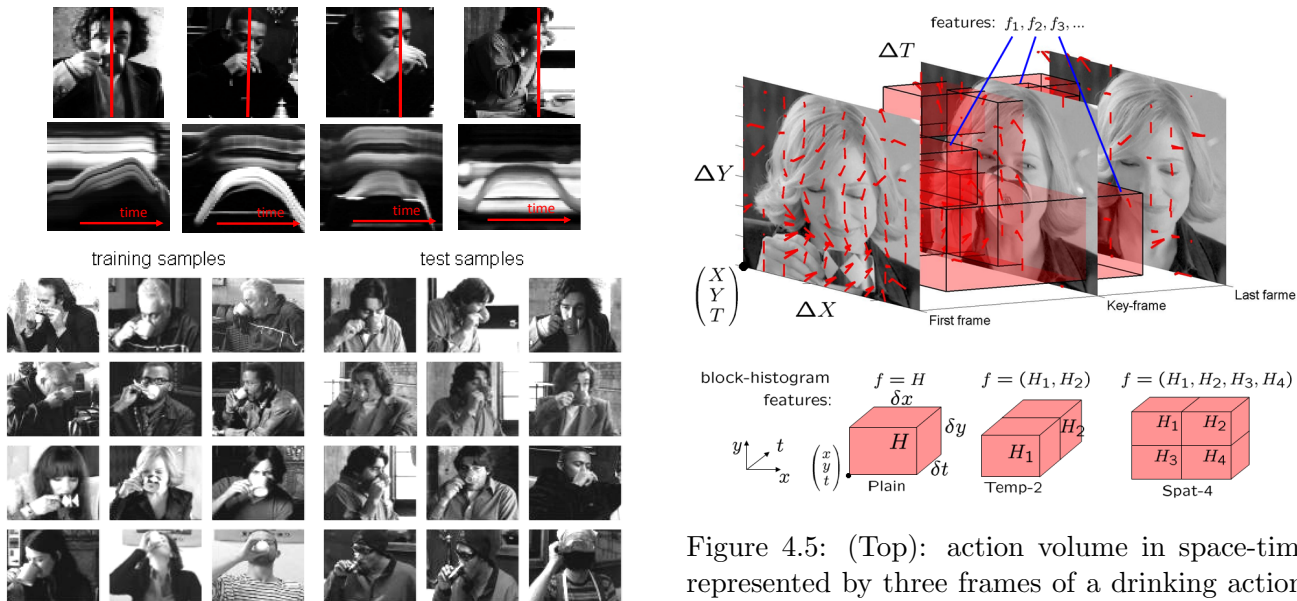 time
time
time
time
training samples
test samples
features: f₁, f₂, f₃, ...
ΔT
ΔY
(X Y T)
ΔX
First frame
Key-frame
Last farme
block-histogram
features:
f = H
δx
H
δy
δt
y
t
x
(x y t)
Plain
f = (H₁, H₂)
H₁
H₂
Temp-2
f = (H₁, H₂, H₃, H₄)
H₁
H₂
H₃
H₄
Spat-4
Figure 4.5: (Top): action volume in space-tim
represented by three frames of a drinking action